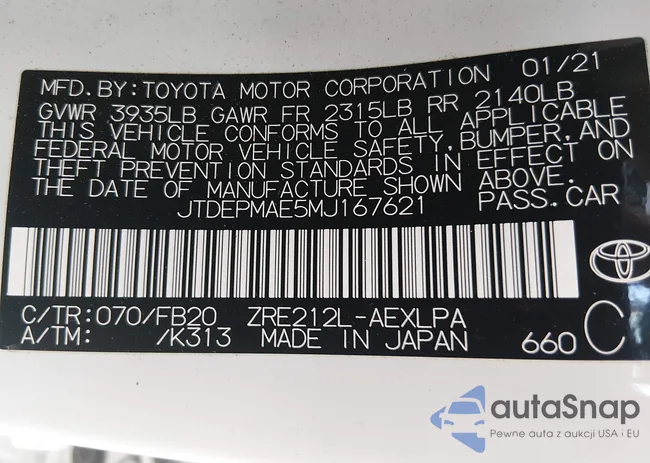 MFD.BY:TOYOTA MOTOR CORPORATION 01/21
GVWR 3935LB GAWR FR 2315LB RR 2140LB
THIS VEHICLE CONFORMS TO ALL APPLICABLE
FEDERAL MOTOR VEHICLE SAFETY,BUMPER,AND
THEFT PREVENTION STANDARDS IN EFFECT ON
THE DATE OF MANUFACTURE SHOWN ABOVE.
JTDEPMAE5MJ167621 PASS.CAR
C/TR:070/FB20 ZRE212L-AEXLPA
A/TM: /K313 MADE IN JAPAN 660 C
autaSnap
Pewne auta z aukcji USA i EU